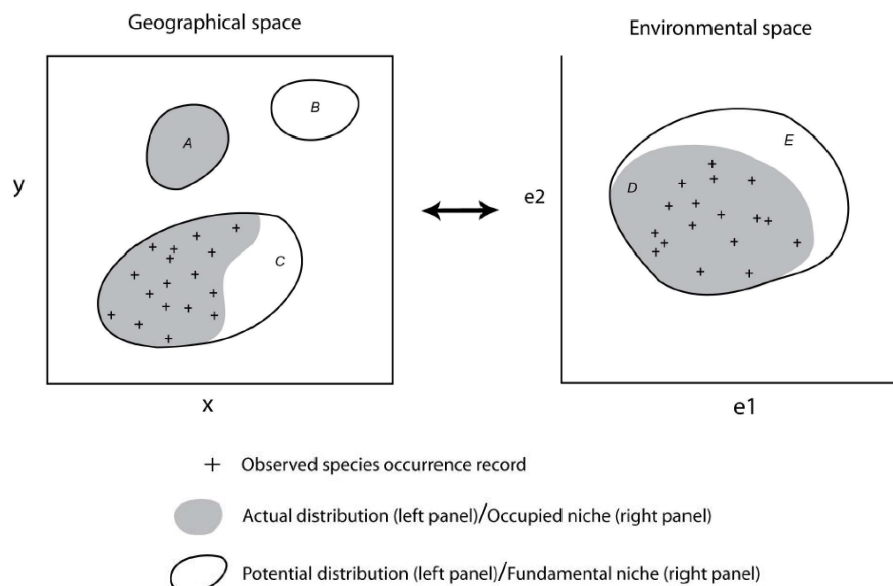 Geographical space
Environmental space
A
B
C
y
x
D
E
e2
e1
+ Observed species occurrence record
Actual distribution (left panel)/Occupied niche (right panel)
Potential distribution (left panel)/Fundamental niche (right panel)